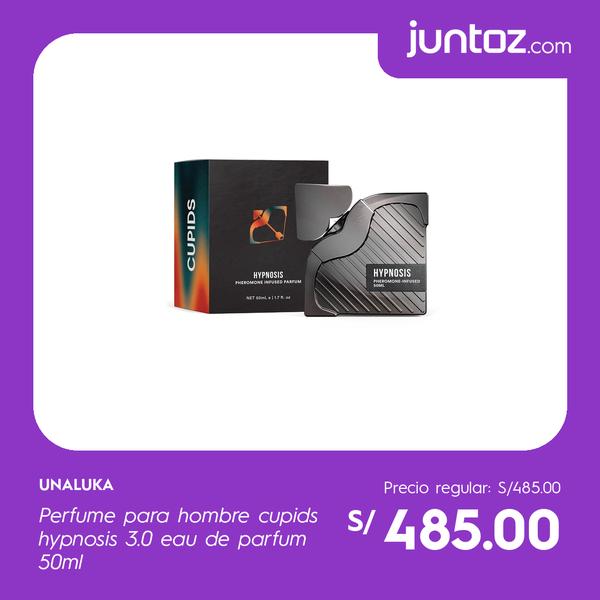 juntoz.com
CUPIDS
HYPNOSIS
PHEROMONE INFUSED PARFUM
NET 50mL e | 1.7 fl. oz
HYPNOSIS
PHEROMONE-INFUSED
50ML
UNALUKA
Perfume para hombre cupids
hypnosis 3.0 eau de parfum
50ml
Precio regular: S/485.00
S/ 485.00